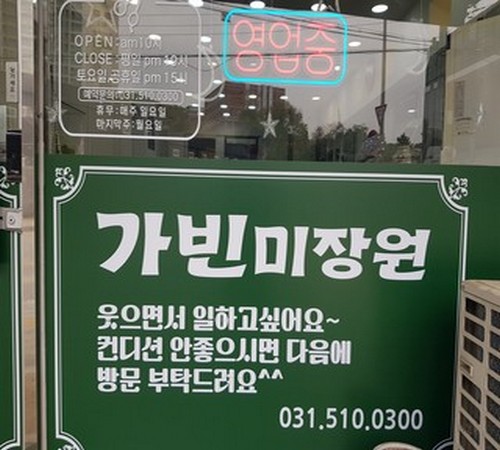 OPEN : am10시
CLOSE : 평일 pm 19시
토요일,공휴일 pm 15시
예약문의:031.510.0300
휴무 : 매주 일요일
마지막주 : 월요일
영업중
가빈미장원
웃으면서 일하고싶어요~
컨디션 안좋으시면 다음에
방문 부탁드려요^^
031.510.0300